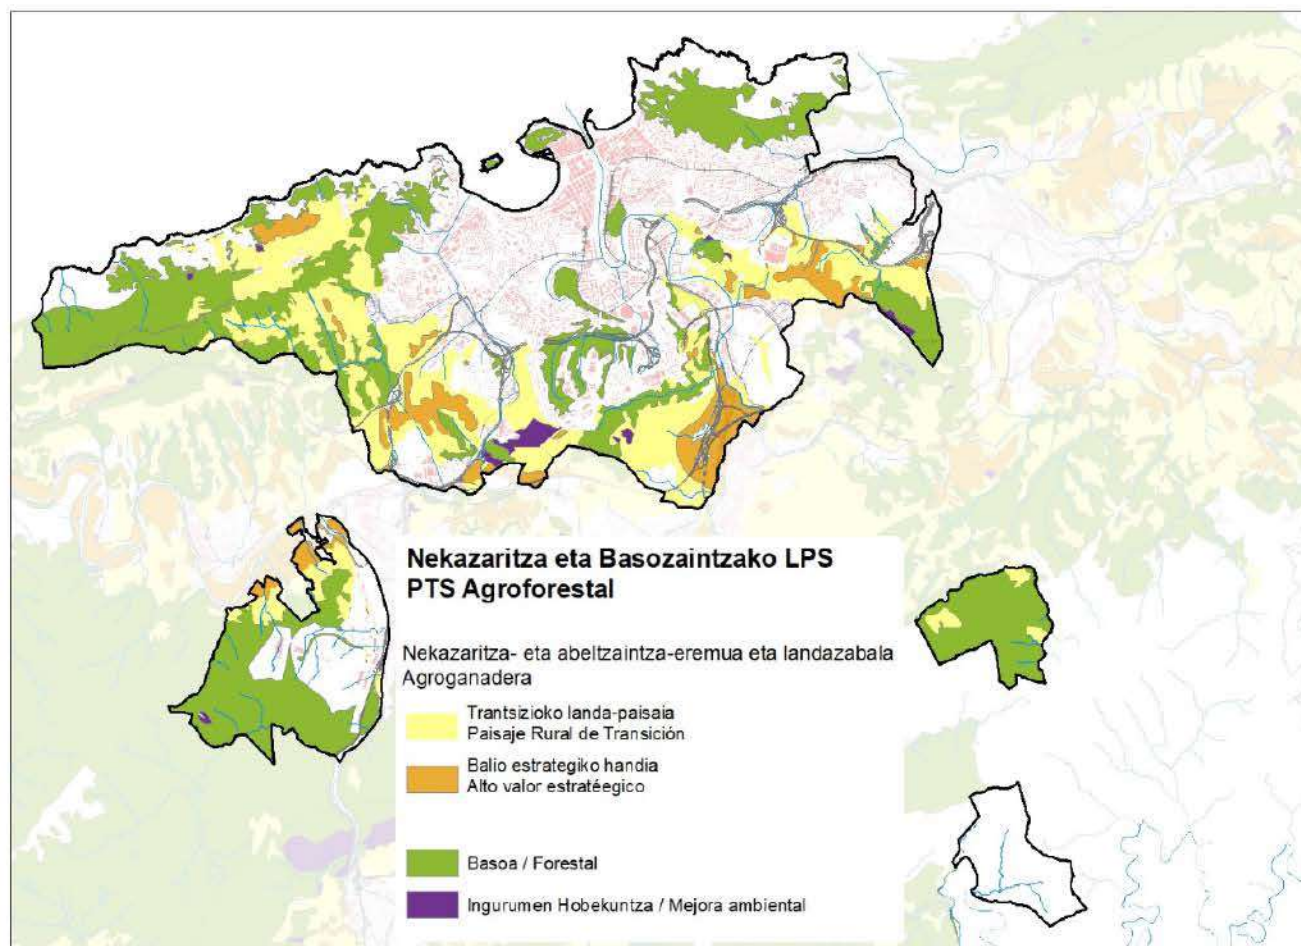 Nekazaritza eta Basozaintzako LPS
PTS Agroforestal
Nekazaritza- eta abeltzaintza-eremua eta landazabala
Agroganadera
Trantsizioko landa-paisaia
Paisaje Rural de Transición
Balio estrategiko handia
Alto valor estratéegico
Basoa / Forestal
Ingurumen Hobekuntza / Mejora ambiental